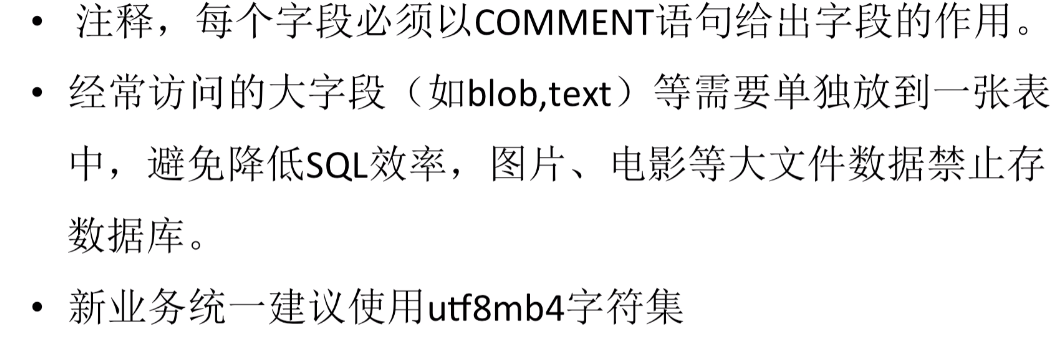 • 注释，每个字段必须以COMMENT语句给出字段的作用。
• 经常访问的大字段（如blob,text）等需要单独放到一张表
中，避免降低SQL效率，图片、电影等大文件数据禁止存
数据库。
• 新业务统一建议使用utf8mb4字符集